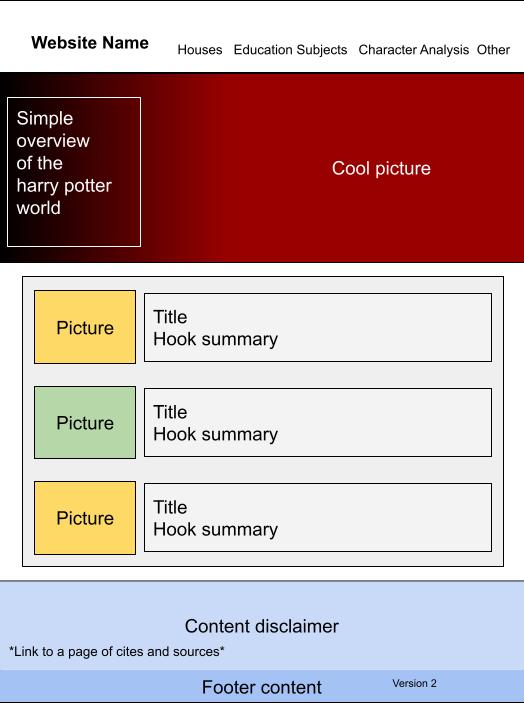 Website Name
Houses Education Subjects Character Analysis Other
Simple
overview
of the
harry potter
world
Cool picture
Picture
Title
Hook summary
Picture
Title
Hook summary
Picture
Title
Hook summary
Content disclaimer
*Link to a page of cites and sources*
Footer content
Version 2